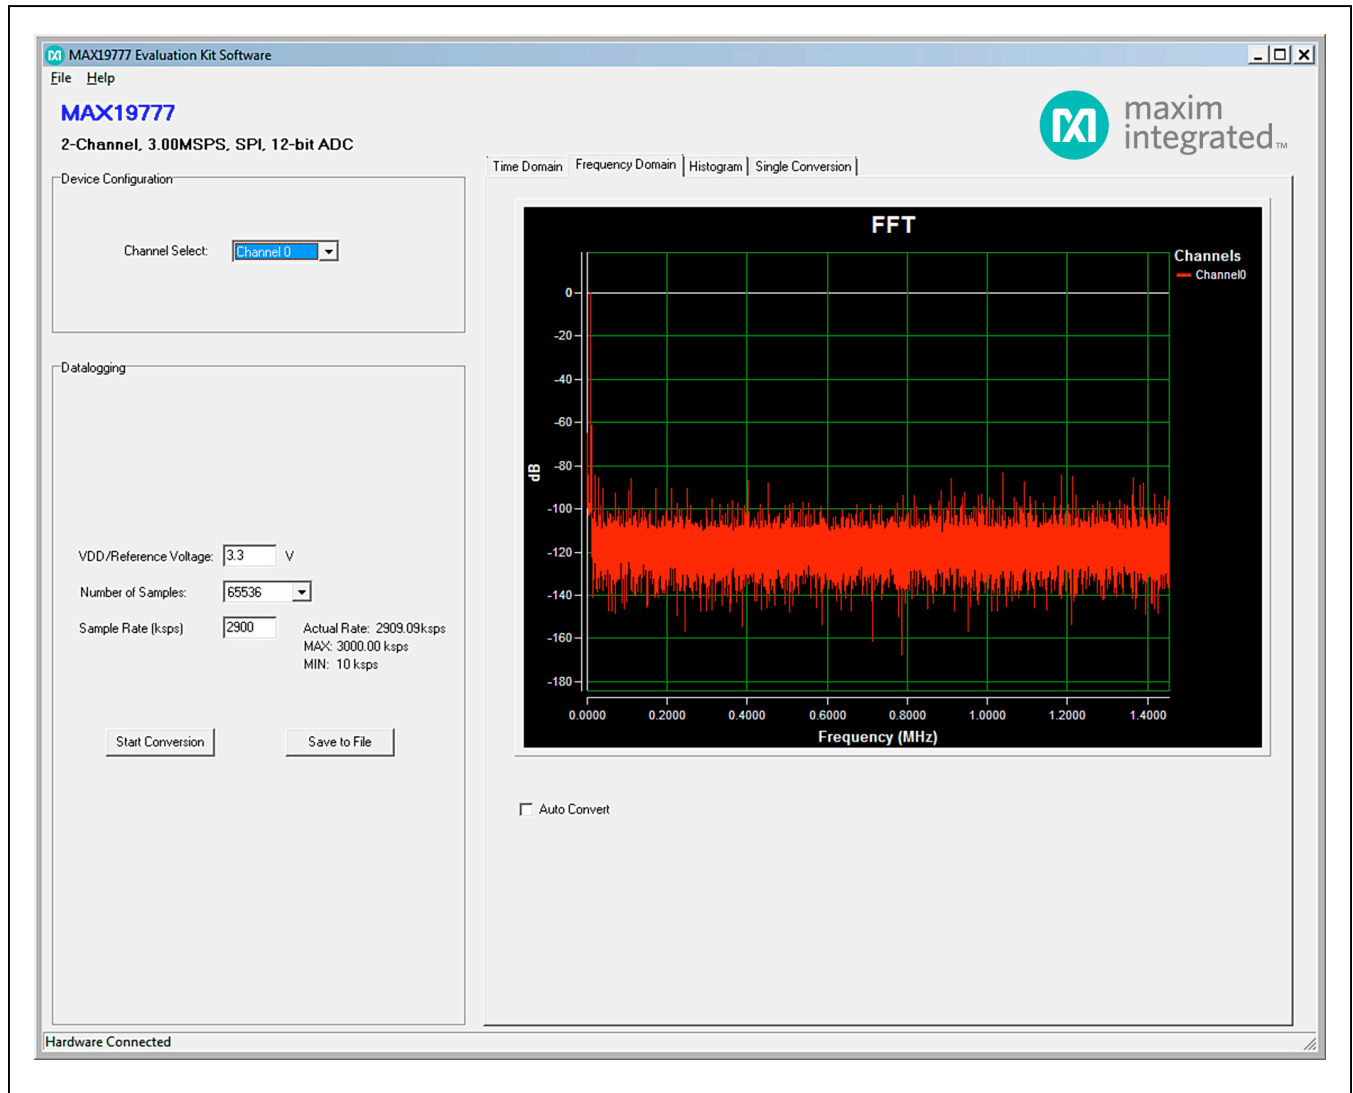 MAX19777 Evaluation Kit Software
File Help
MAX19777
2-Channel, 3.00MSPS, SPI, 12-bit ADC
maxim
integrated™
Device Configuration
Channel Select: Channel 0
Datalogging
VDD/Reference Voltage: 3.3 V
Number of Samples: 65536
Sample Rate (ksps) 2900
Actual Rate: 2909.09ksps
MAX: 3000.00 ksps
MIN: 10 ksps
Start Conversion Save to File
Time Domain Frequency Domain Histogram Single Conversion
FFT
Channels
Channel0
dB
0
-20
-40
-60
-80
-100
-120
-140
-160
-180
0.0000 0.2000 0.4000 0.6000 0.8000 1.0000 1.2000 1.4000
Frequency (MHz)
Auto Convert
Hardware Connected